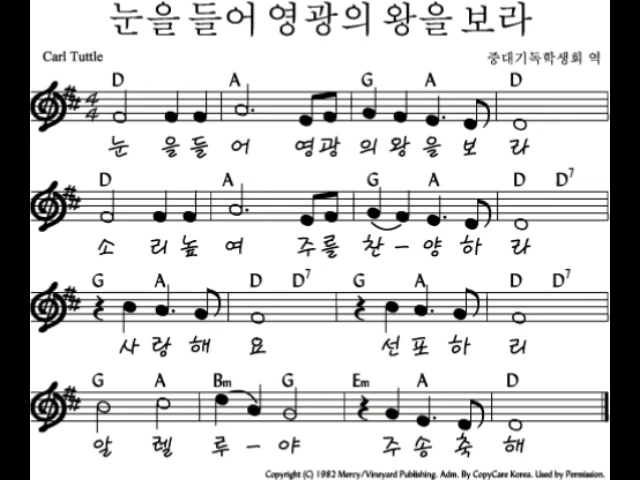 눈을 들어 영광의 왕을 보라
Carl Tuttle 중대기독학생회 역
D A G A D
4 4
눈 을 들 어 영 광 의 왕 을 보 라
D A G A D D7
소 리 높 여 주 를 찬 - 양 하 라
G A D D7 G A D D7
사 랑 해 요 선 포 하 리
G A Bm G Em A D
알 렐 루 - 야 주 송 축 해
Copyright (C) 1982 Mercy/Vineyard Publishing. Adm. By CopyCare Korea. Used by Permission.